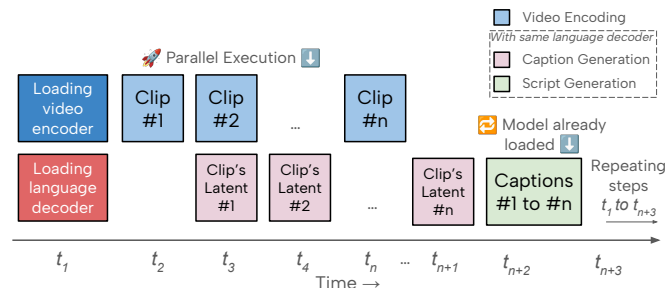 Video Encoding
With same language decoder
Caption Generation
Script Generation
🚀 Parallel Execution ⬇️
Loading
video
encoder
Clip
#1
Clip
#2
...
Clip
#n
🔁 Model already
loaded ⬇️
Loading
language
decoder
Clip's
Latent
#1
Clip's
Latent
#2
...
Clip's
Latent
#n
Captions
#1 to #n
Repeating
steps
t1 to tn+3
t1
t2
t3
t4
tn
...
tn+1
tn+2
tn+3
Time →